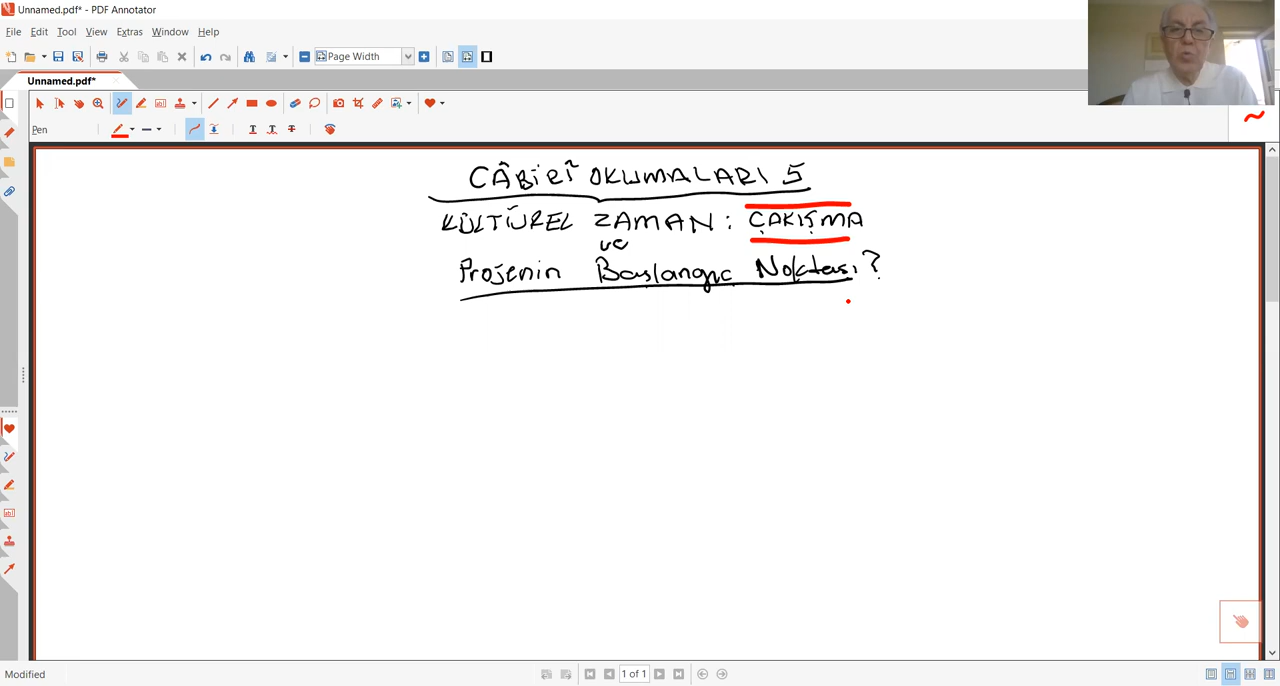 Unnamed.pdf* - PDF Annotator
File Edit Tool View Extras Window Help
Page Width
Unnamed.pdf*
Pen
CÂBİRÎ OKUMALARI 5
KÜLTÜREL ZAMAN: ÇAKIŞMA
ve
Projenin Başlangıç Noktası?
Modified
1 of 1